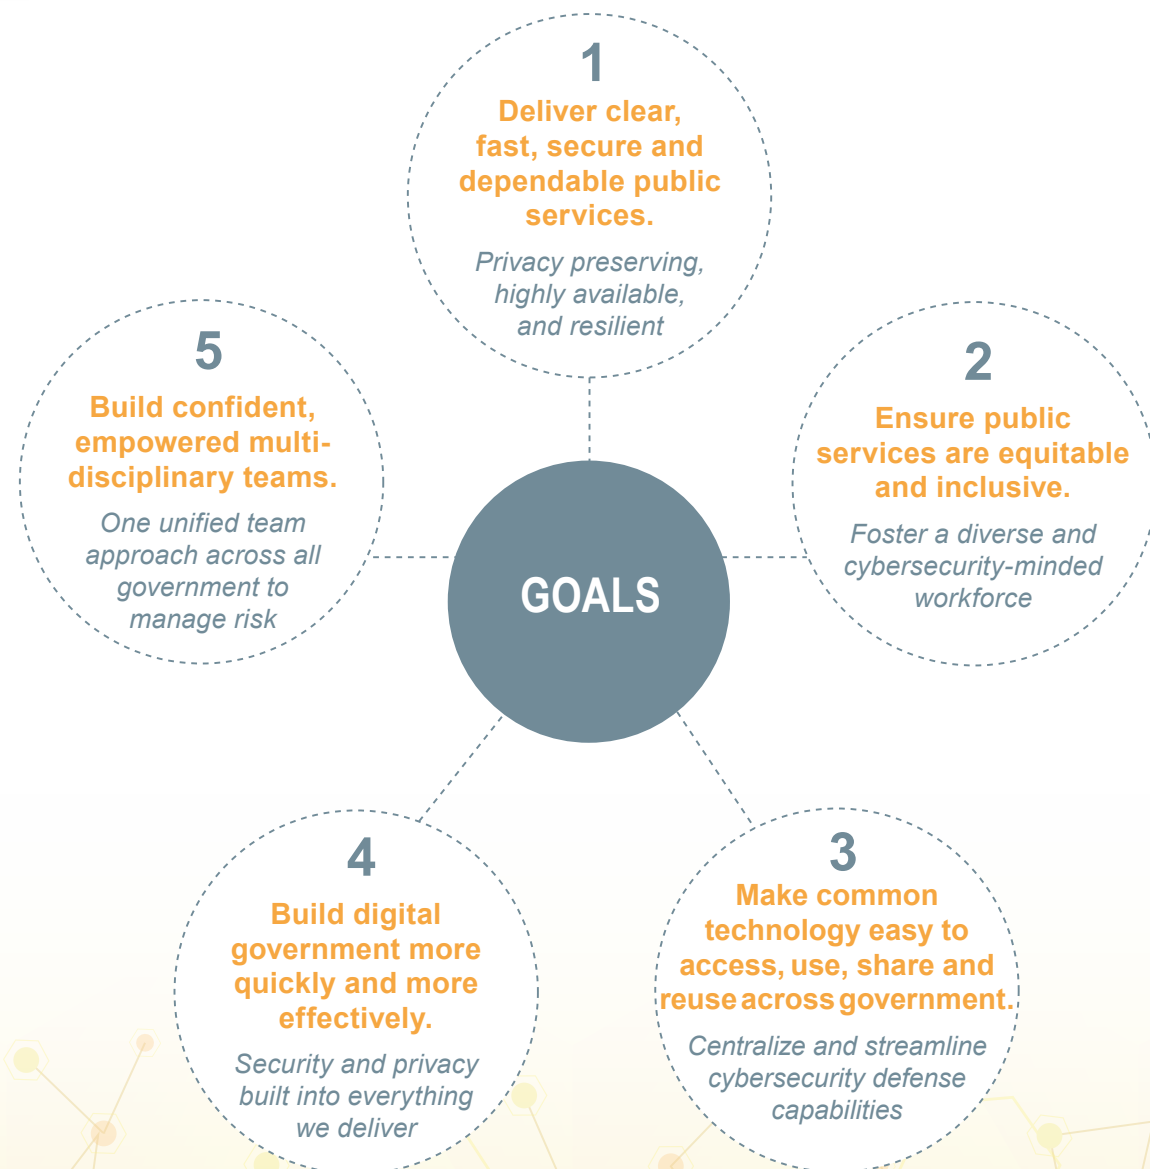 1
Deliver clear,
fast, secure and
dependable public
services.
Privacy preserving,
highly available,
and resilient
2
Ensure public
services are equitable
and inclusive.
Foster a diverse and
cybersecurity-minded
workforce
3
Make common
technology easy to
access, use, share and
reuse across government.
Centralize and streamline
cybersecurity defense
capabilities
4
Build digital
government more
quickly and more
effectively.
Security and privacy
built into everything
we deliver
5
Build confident,
empowered multi-
disciplinary teams.
One unified team
approach across all
government to
manage risk
GOALS